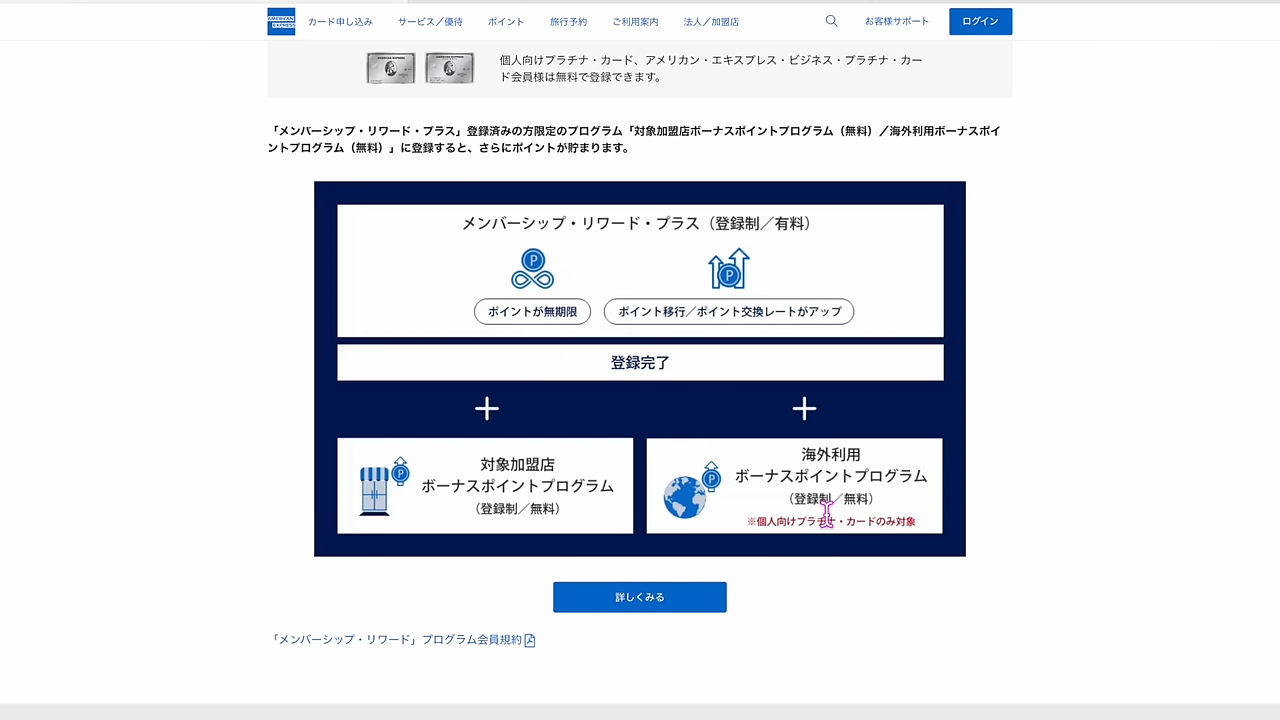 AMERICAN
EXPRESS
カード申し込み サービス／優待 ポイント 旅行予約 ご利用案内 法人／加盟店 お客様サポート ログイン
個人向けプラチナ・カード、アメリカン・エキスプレス・ビジネス・プラチナ・カー
ド会員様は無料で登録できます。
「メンバーシップ・リワード・プラス」登録済みの方限定のプログラム「対象加盟店ボーナスポイントプログラム（無料）／海外利用ボーナスポイ
ントプログラム（無料）」に登録すると、さらにポイントが貯まります。
メンバーシップ・リワード・プラス（登録制／有料）
P
P
ポイントが無期限 ポイント移行／ポイント交換レートがアップ
登録完了
対象加盟店
ボーナスポイントプログラム
（登録制／無料）
P
海外利用
ボーナスポイントプログラム
（登録制／無料）
※個人向けプラチナ・カードのみ対象
P
詳しくみる
「メンバーシップ・リワード」プログラム会員規約